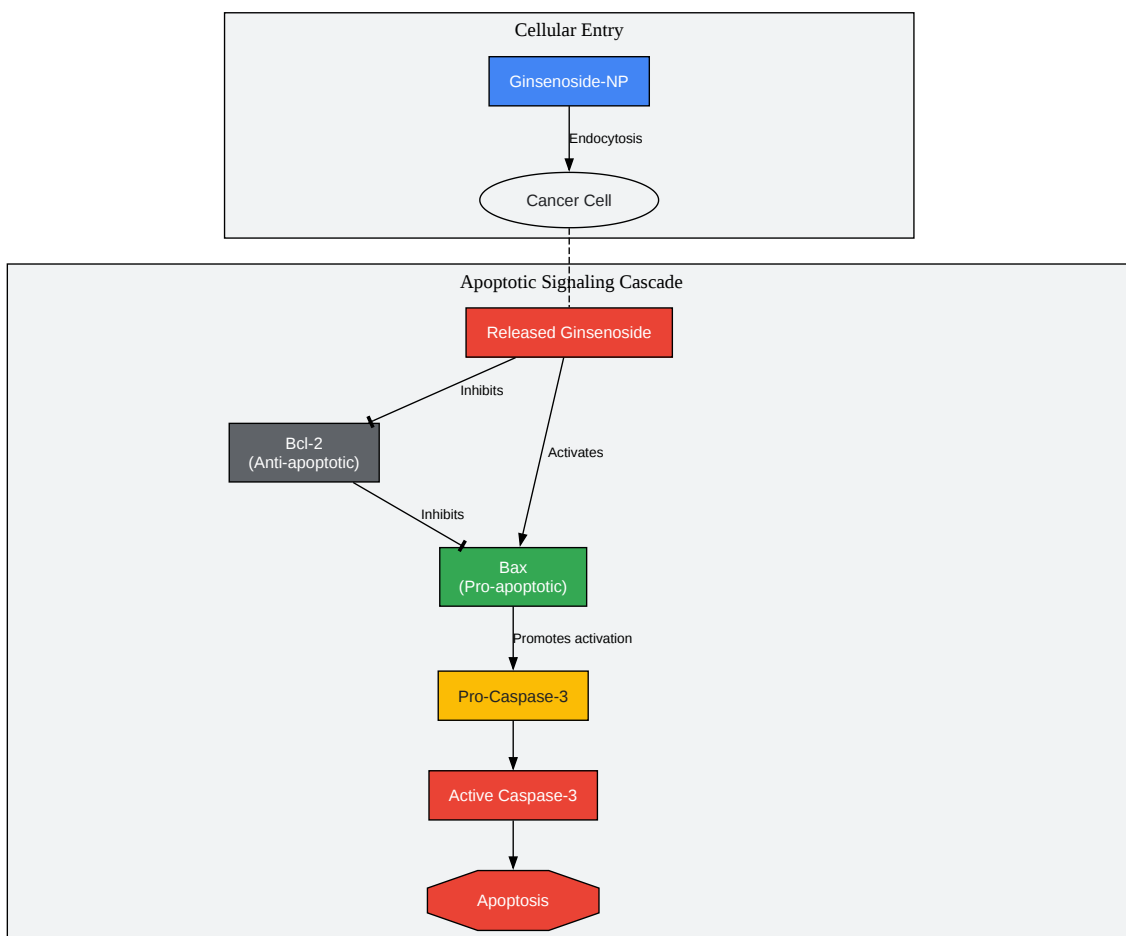 Cellular Entry
Ginsenoside-NP
Endocytosis
Cancer Cell
Apoptotic Signaling Cascade
Released Ginsenoside
Inhibits
Bcl-2
(Anti-apoptotic)
Activates
Inhibits
Bax
(Pro-apoptotic)
Promotes activation
Pro-Caspase-3
Active Caspase-3
Apoptosis